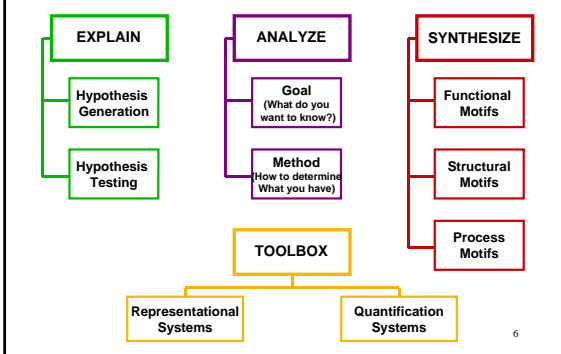 EXPLAIN
Hypothesis
Generation
Hypothesis
Testing
ANALYZE
Goal
(What do you
want to know?)
Method
(How to determine
What you have)
SYNTHESIZE
Functional
Motifs
Structural
Motifs
Process
Motifs
TOOLBOX
Representational
Systems
Quantification
Systems
6